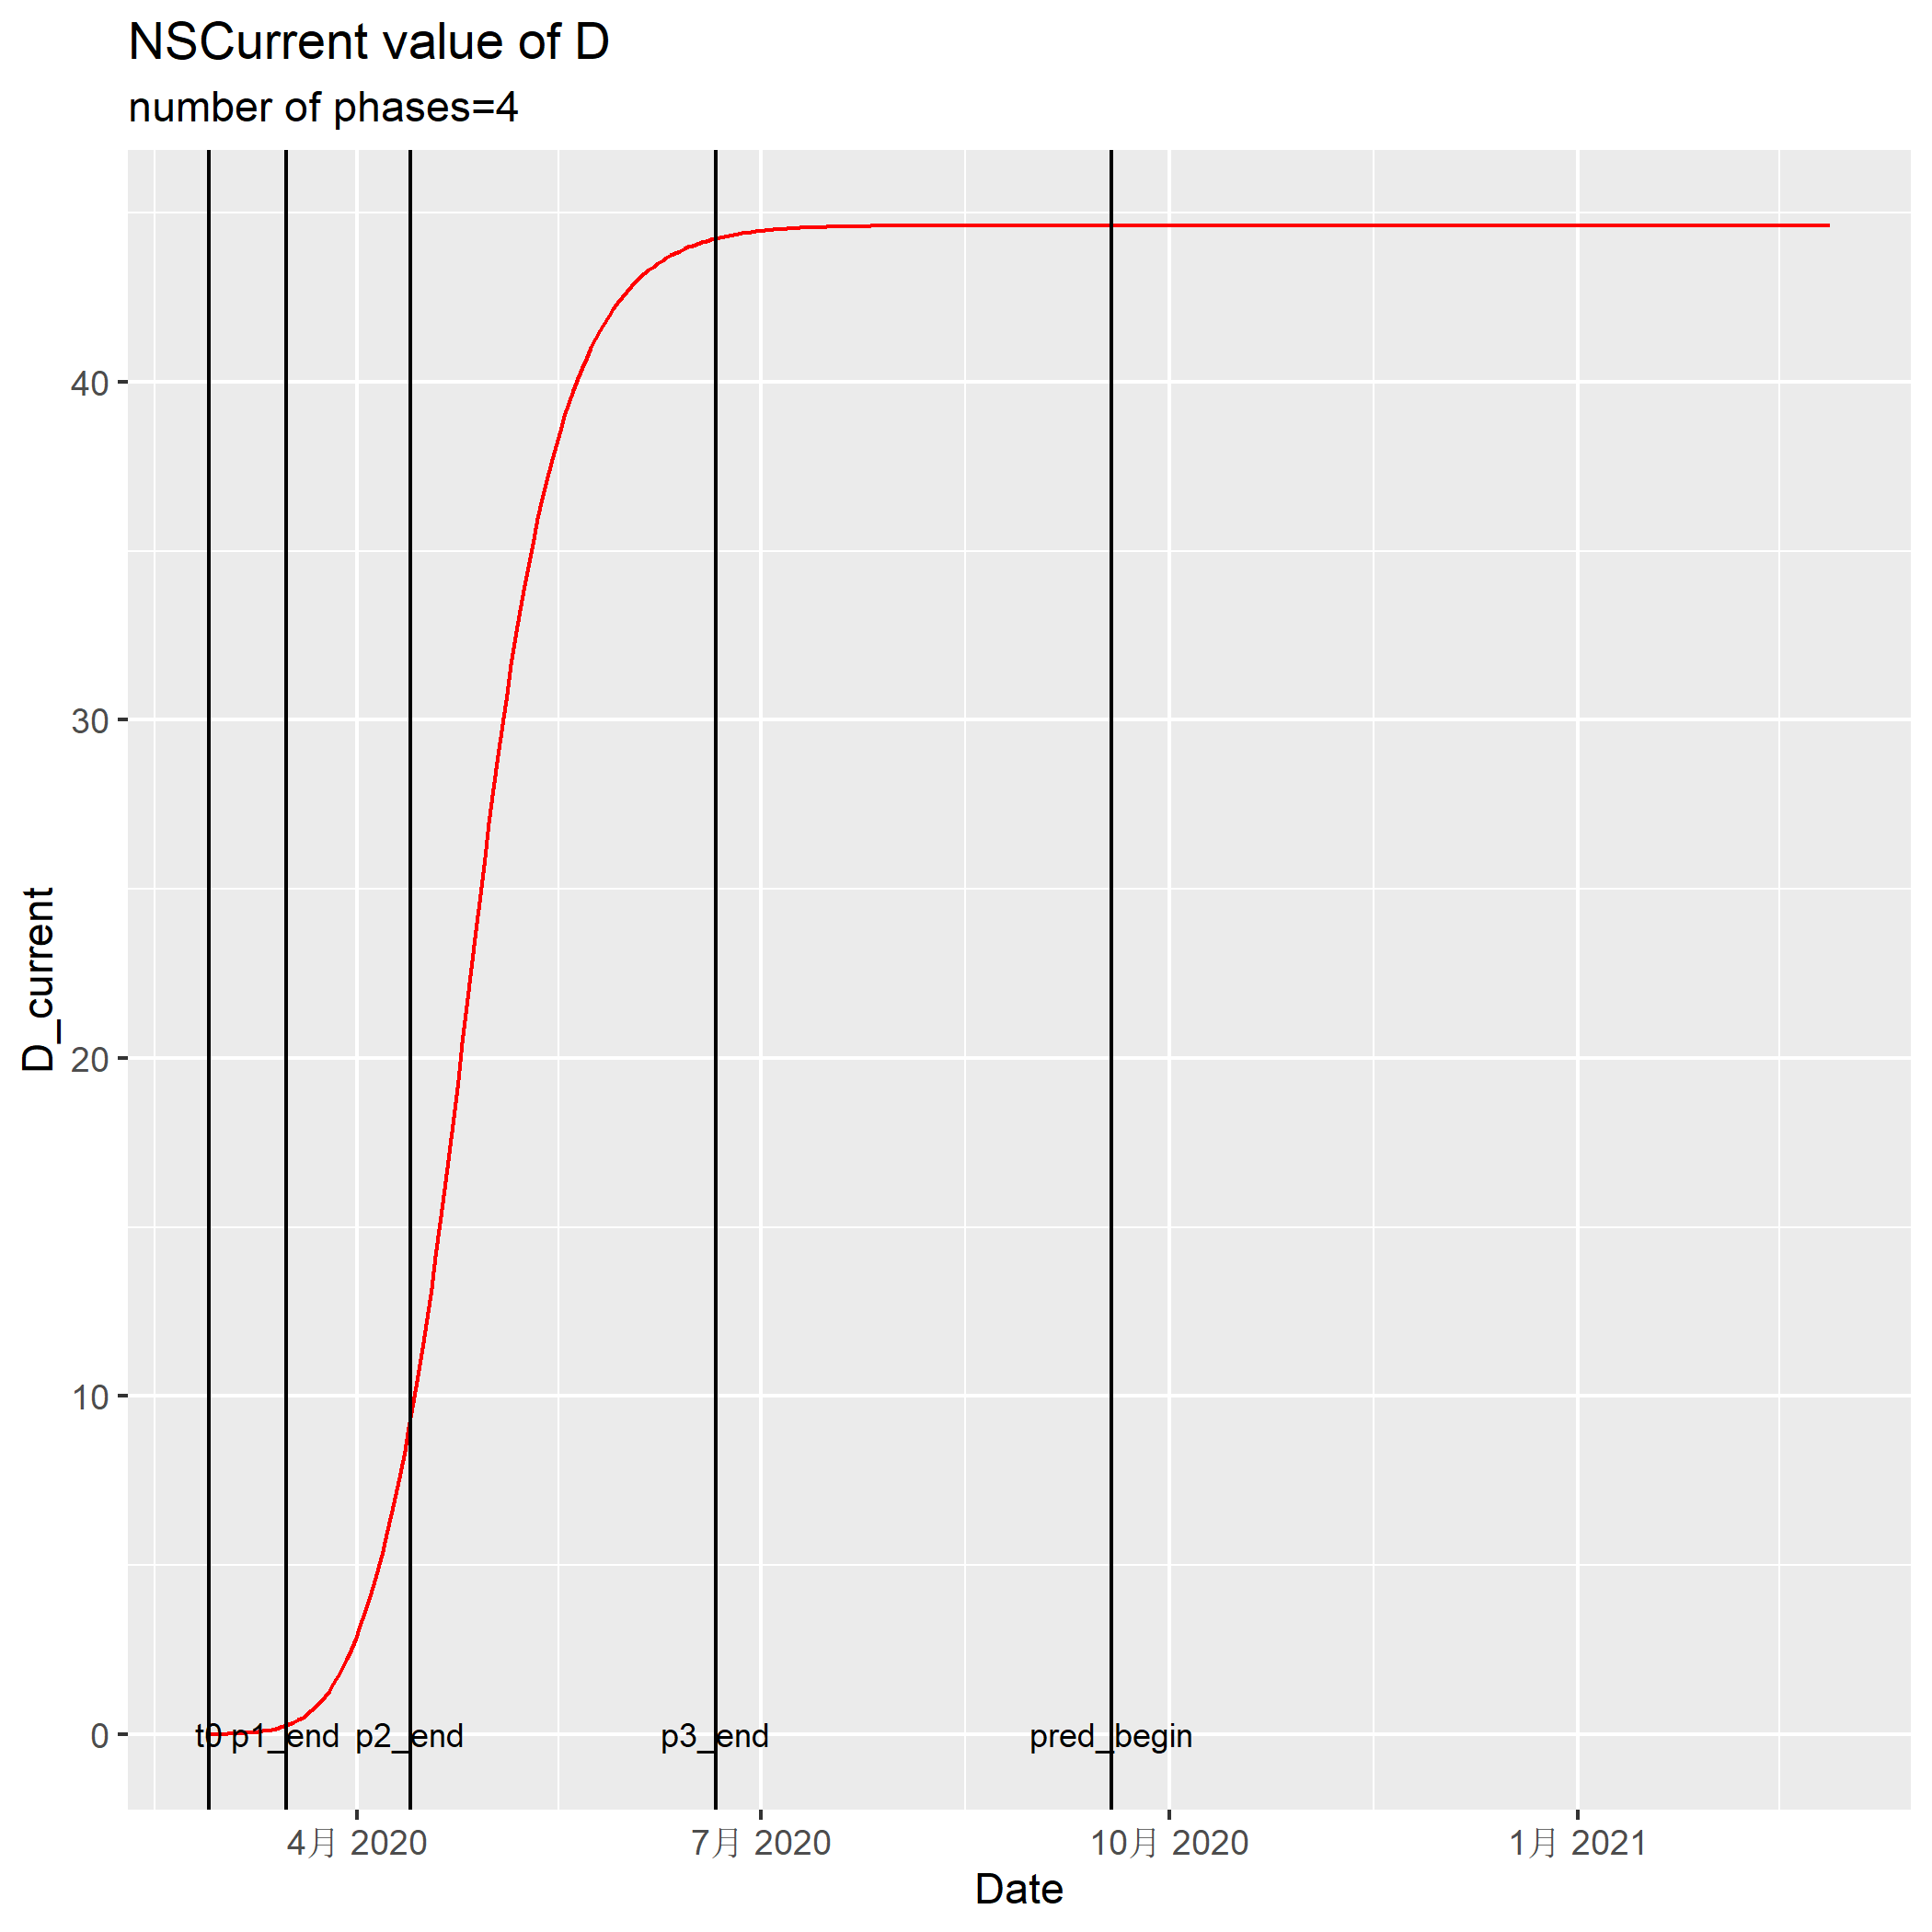 NSCurrent value of D
number of phases=4
D_current
40
30
20
10
0
t0 p1_end p2_end p3_end pred_begin
4月 2020 7月 2020 10月 2020 1月 2021
Date